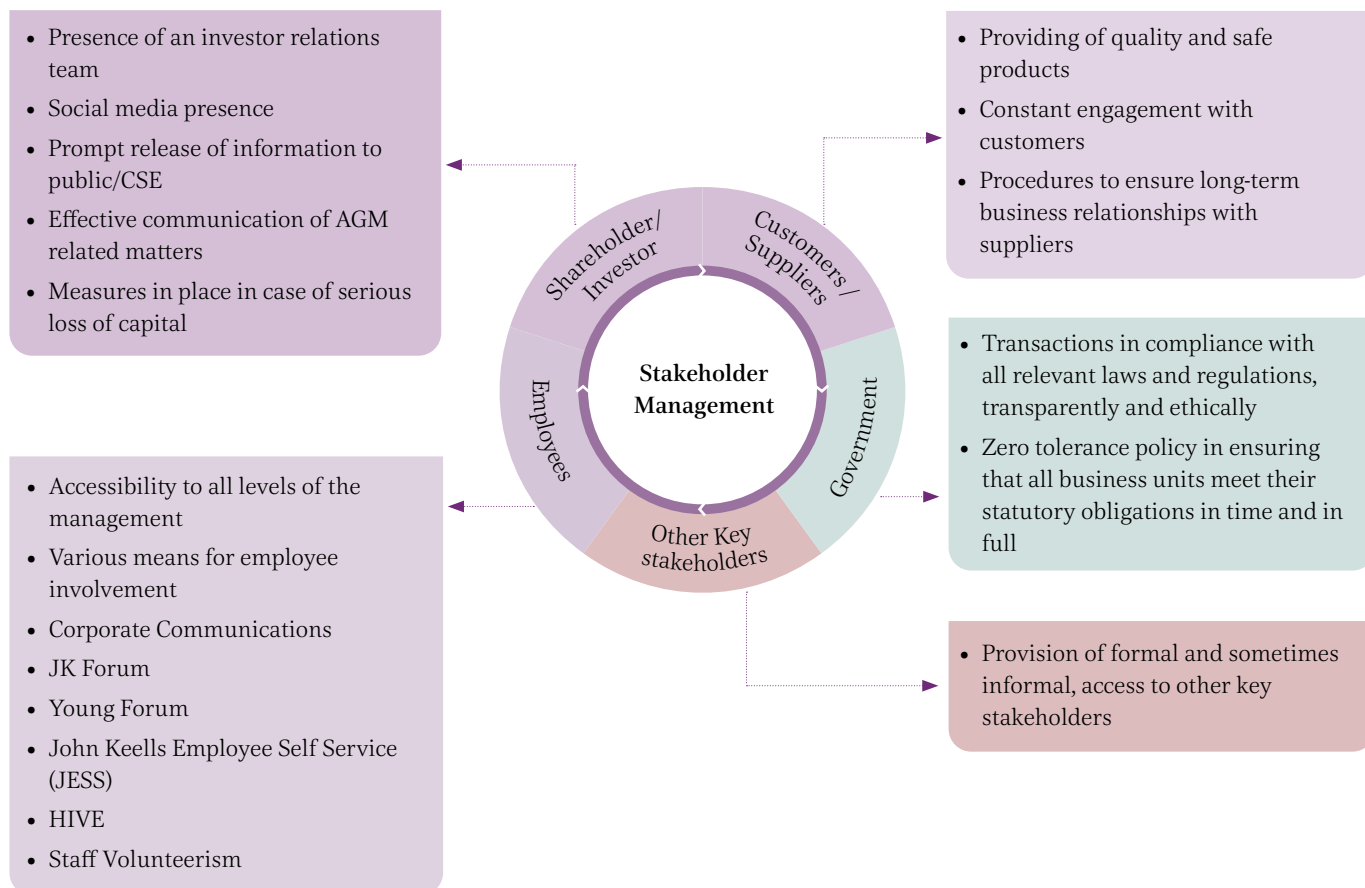 • Presence of an investor relations
team
• Social media presence
• Prompt release of information to
public/CSE
• Effective communication of AGM
related matters
• Measures in place in case of serious
loss of capital
• Providing of quality and safe
products
• Constant engagement with
customers
• Procedures to ensure long-term
business relationships with
suppliers
Shareholder/
Investor
Customers /
Suppliers
Stakeholder
Management
Employees
Government
Other Key
stakeholders
• Transactions in compliance with
all relevant laws and regulations,
transparently and ethically
• Zero tolerance policy in ensuring
that all business units meet their
statutory obligations in time and in
full
• Accessibility to all levels of the
management
• Various means for employee
involvement
• Corporate Communications
• JK Forum
• Young Forum
• John Keells Employee Self Service
(JESS)
• HIVE
• Staff Volunteerism
• Provision of formal and sometimes
informal, access to other key
stakeholders